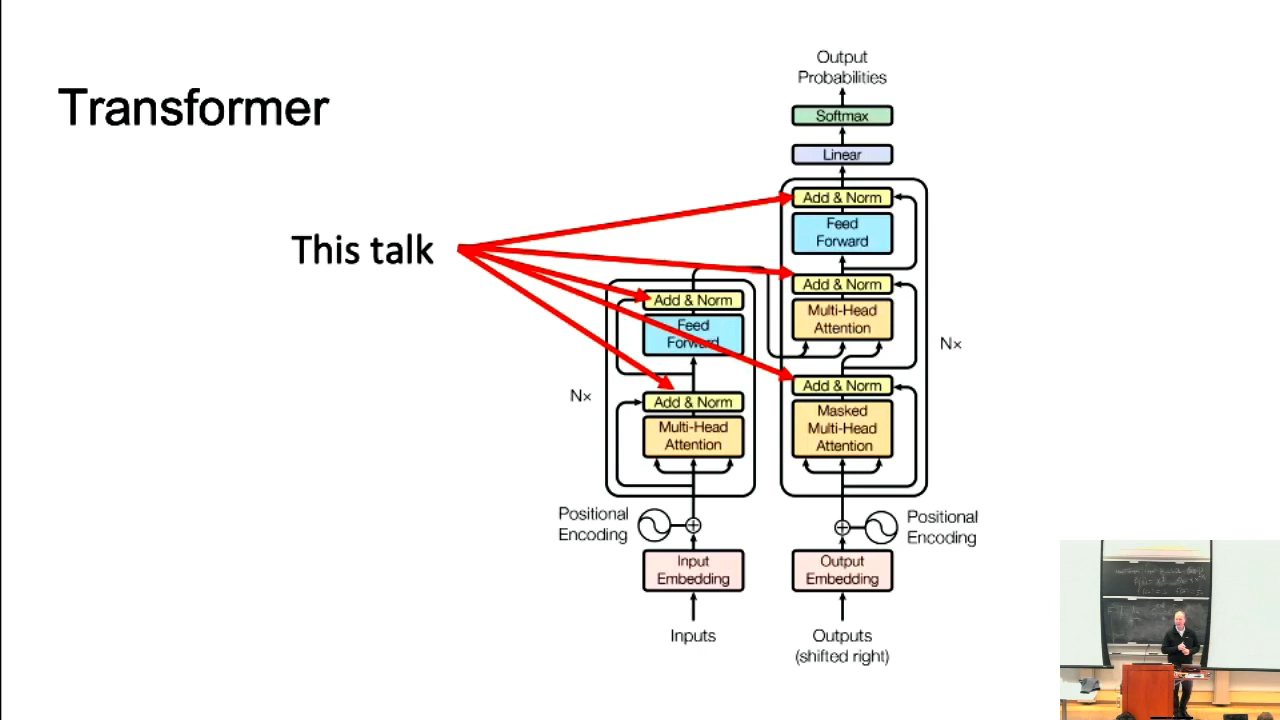 Transformer
This talk
Output
Probabilities
Softmax
Linear
Add & Norm
Feed
Forward
Add & Norm
Multi-Head
Attention
Add & Norm
Masked
Multi-Head
Attention
Nx
Positional
Encoding
Output
Embedding
Outputs
(shifted right)
Add & Norm
Feed
Forward
Add & Norm
Multi-Head
Attention
Nx
Positional
Encoding
Input
Embedding
Inputs